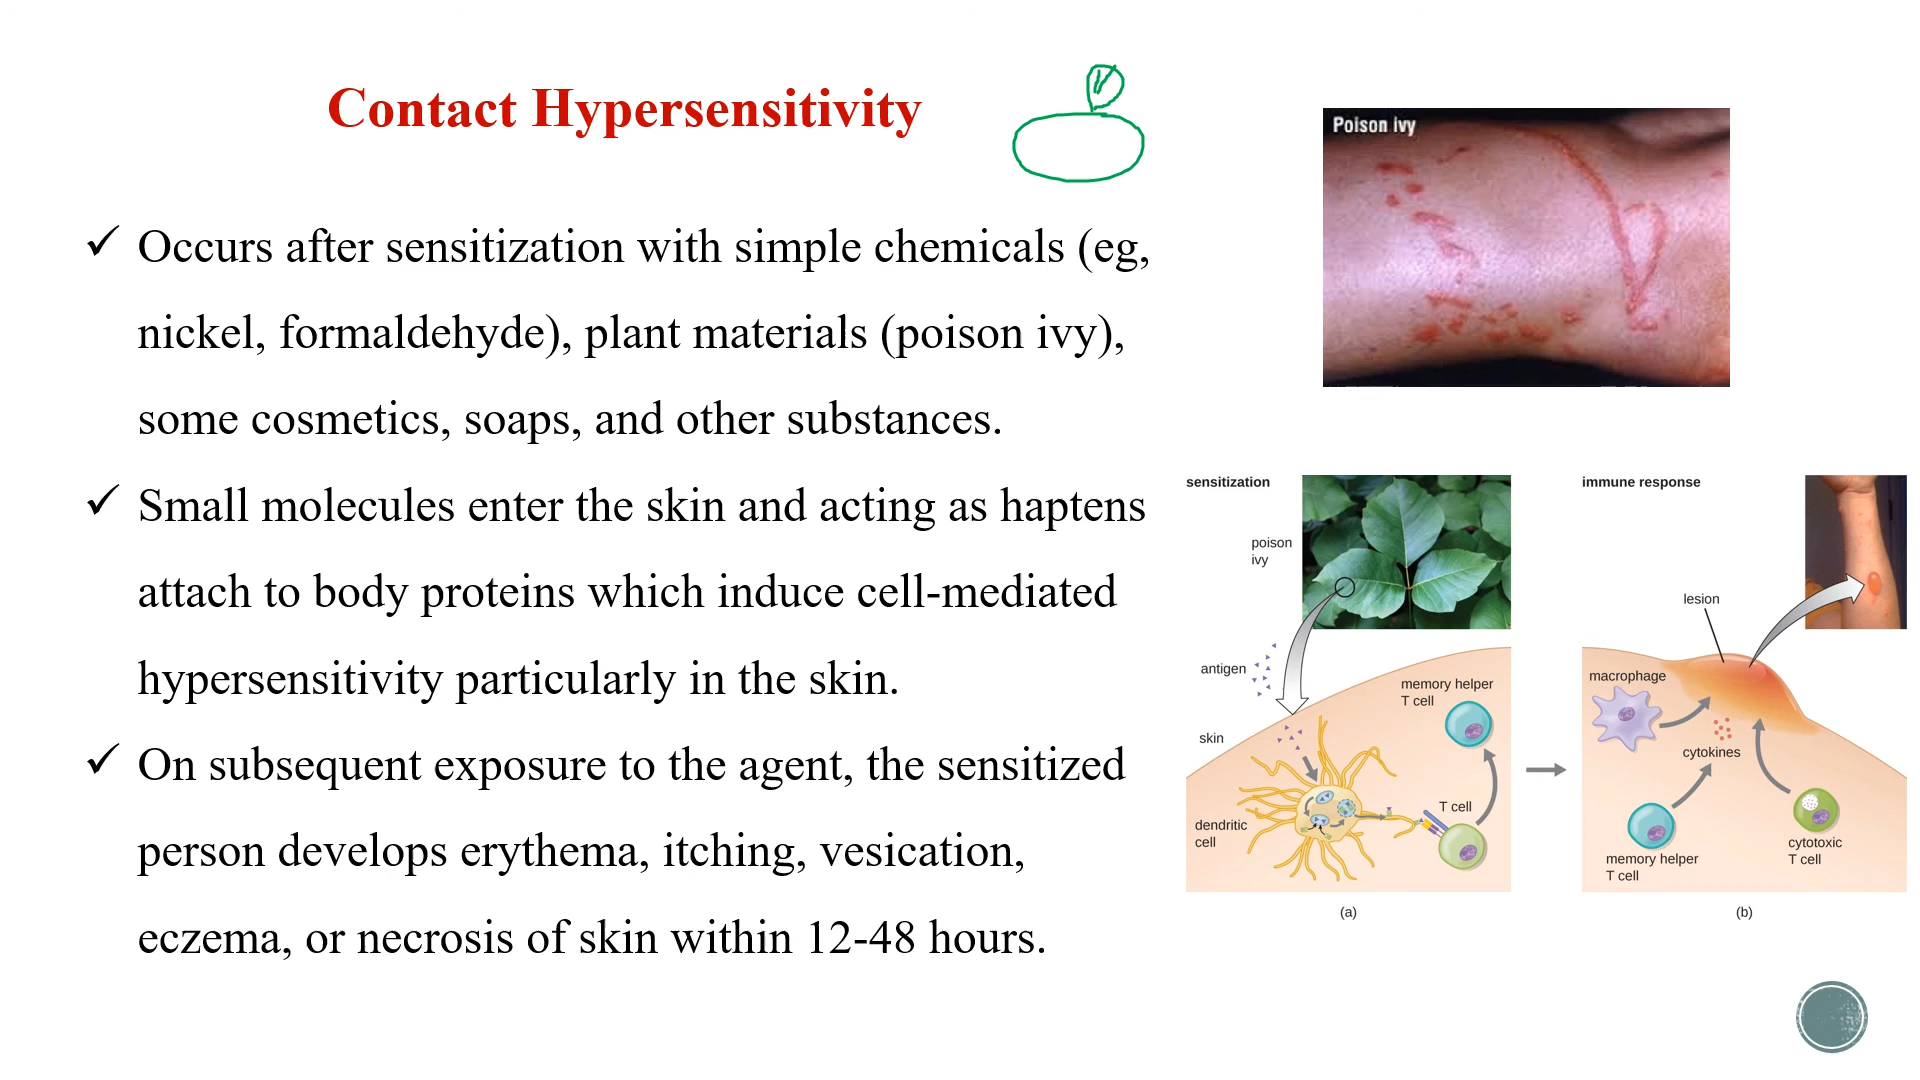 Contact Hypersensitivity
✓ Occurs after sensitization with simple chemicals (eg,
nickel, formaldehyde), plant materials (poison ivy),
some cosmetics, soaps, and other substances.
✓ Small molecules enter the skin and acting as haptens
attach to body proteins which induce cell-mediated
hypersensitivity particularly in the skin.
✓ On subsequent exposure to the agent, the sensitized
person develops erythema, itching, vesication,
eczema, or necrosis of skin within 12-48 hours.
Poison ivy
sensitization
poison
ivy
antigen
skin
memory helper
T cell
dendritic
cell
T cell
(a)
immune response
lesion
macrophage
cytokines
memory helper
T cell
cytotoxic
T cell
(b)